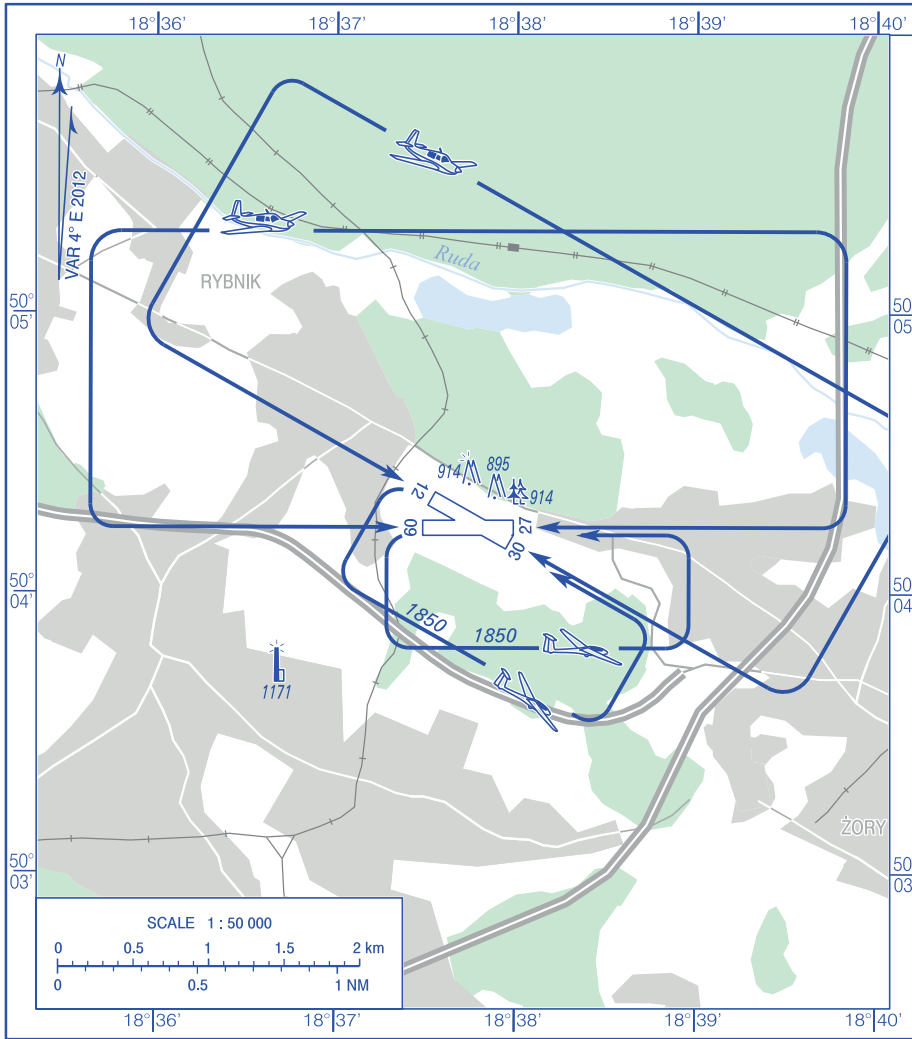 18°36' 18°37' 18°38' 18°39' 18°40'
N
VAR 4° E 2012
Ruda
RYBNIK
50° 05'
50 05
914
895
914
12
09
27
30
50° 04'
50 04
1850
1850
1171
ŻORY
50° 03'
50 03
SCALE 1 : 50 000
0 0.5 1 1.5 2 km
0 0.5 1 NM
18°36' 18°37' 18°38' 18°39' 18°40'